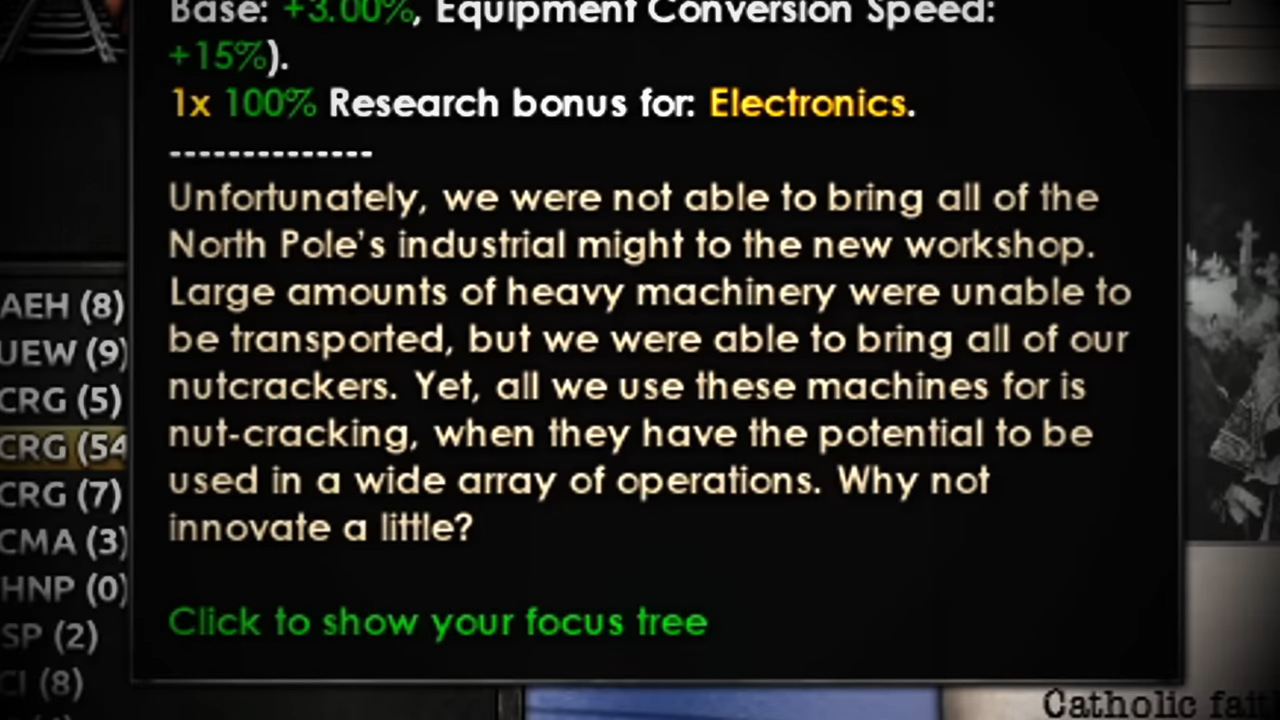 Base: +3.00%, Equipment Conversion Speed:
+15%).
1x 100% Research bonus for: Electronics.
--------------
Unfortunately, we were not able to bring all of the
North Pole's industrial might to the new workshop.
Large amounts of heavy machinery were unable to
be transported, but we were able to bring all of our
nutcrackers. Yet, all we use these machines for is
nut-cracking, when they have the potential to be
used in a wide array of operations. Why not
innovate a little?
Click to show your focus tree
AEH (8)
UEW (9)
CRG (5)
CRG (54
CRG (7)
CMA (3)
HNP (0)
SP (2)
CI (8)
Catholic fait